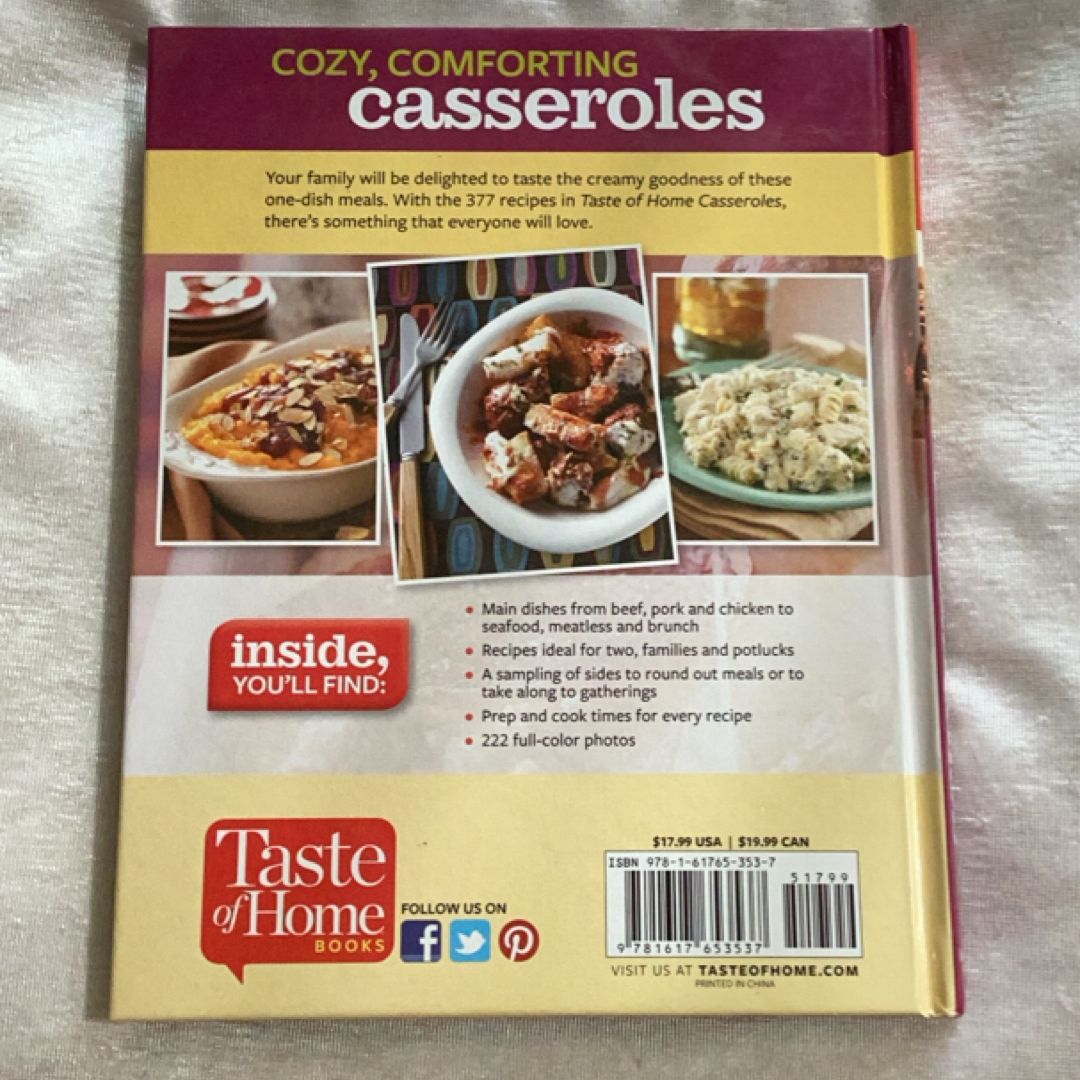 COZY, COMFORTING
casseroles
Your family will be delighted to taste the creamy goodness of these
one-dish meals. With the 377 recipes in Taste of Home Casseroles,
there's something that everyone will love.
inside,
YOU'LL FIND:
• Main dishes from beef, pork and chicken to
seafood, meatless and brunch
• Recipes ideal for two, families and potlucks
• A sampling of sides to round out meals or to
take along to gatherings
• Prep and cook times for every recipe
• 222 full-color photos
Taste
of Home
BOOKS
FOLLOW US ON
$17.99 USA | $19.99 CAN
ISBN 978-1-61765-353-7
51799
9 781617 653537
VISIT US AT TASTEOFHOME.COM
PRINTED IN CHINA